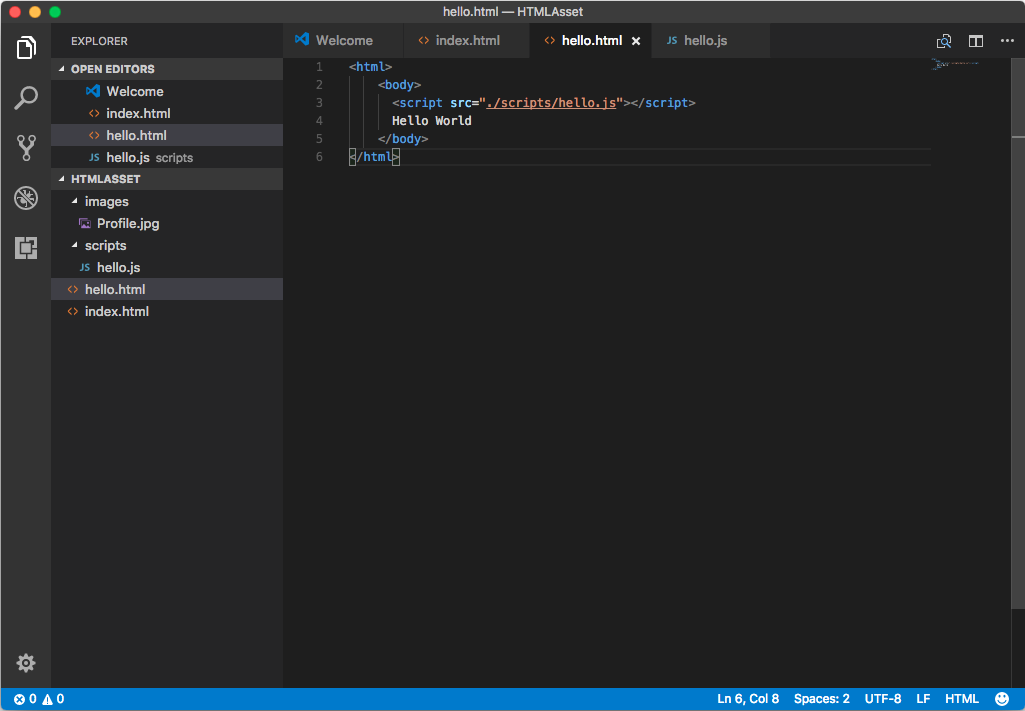 hello.html — HTMLAsset
EXPLORER
OPEN EDITORS
Welcome
index.html
hello.html
JS hello.js scripts
HTMLASSET
images
Profile.jpg
scripts
JS hello.js
hello.html
index.html
Welcome
index.html
hello.html
JS hello.js
1 <html>
2 <body>
3 <script src="./scripts/hello.js"></script>
4 Hello World
5 </body>
6 </html>
0 0
Ln 6, Col 8 Spaces: 2 UTF-8 LF HTML